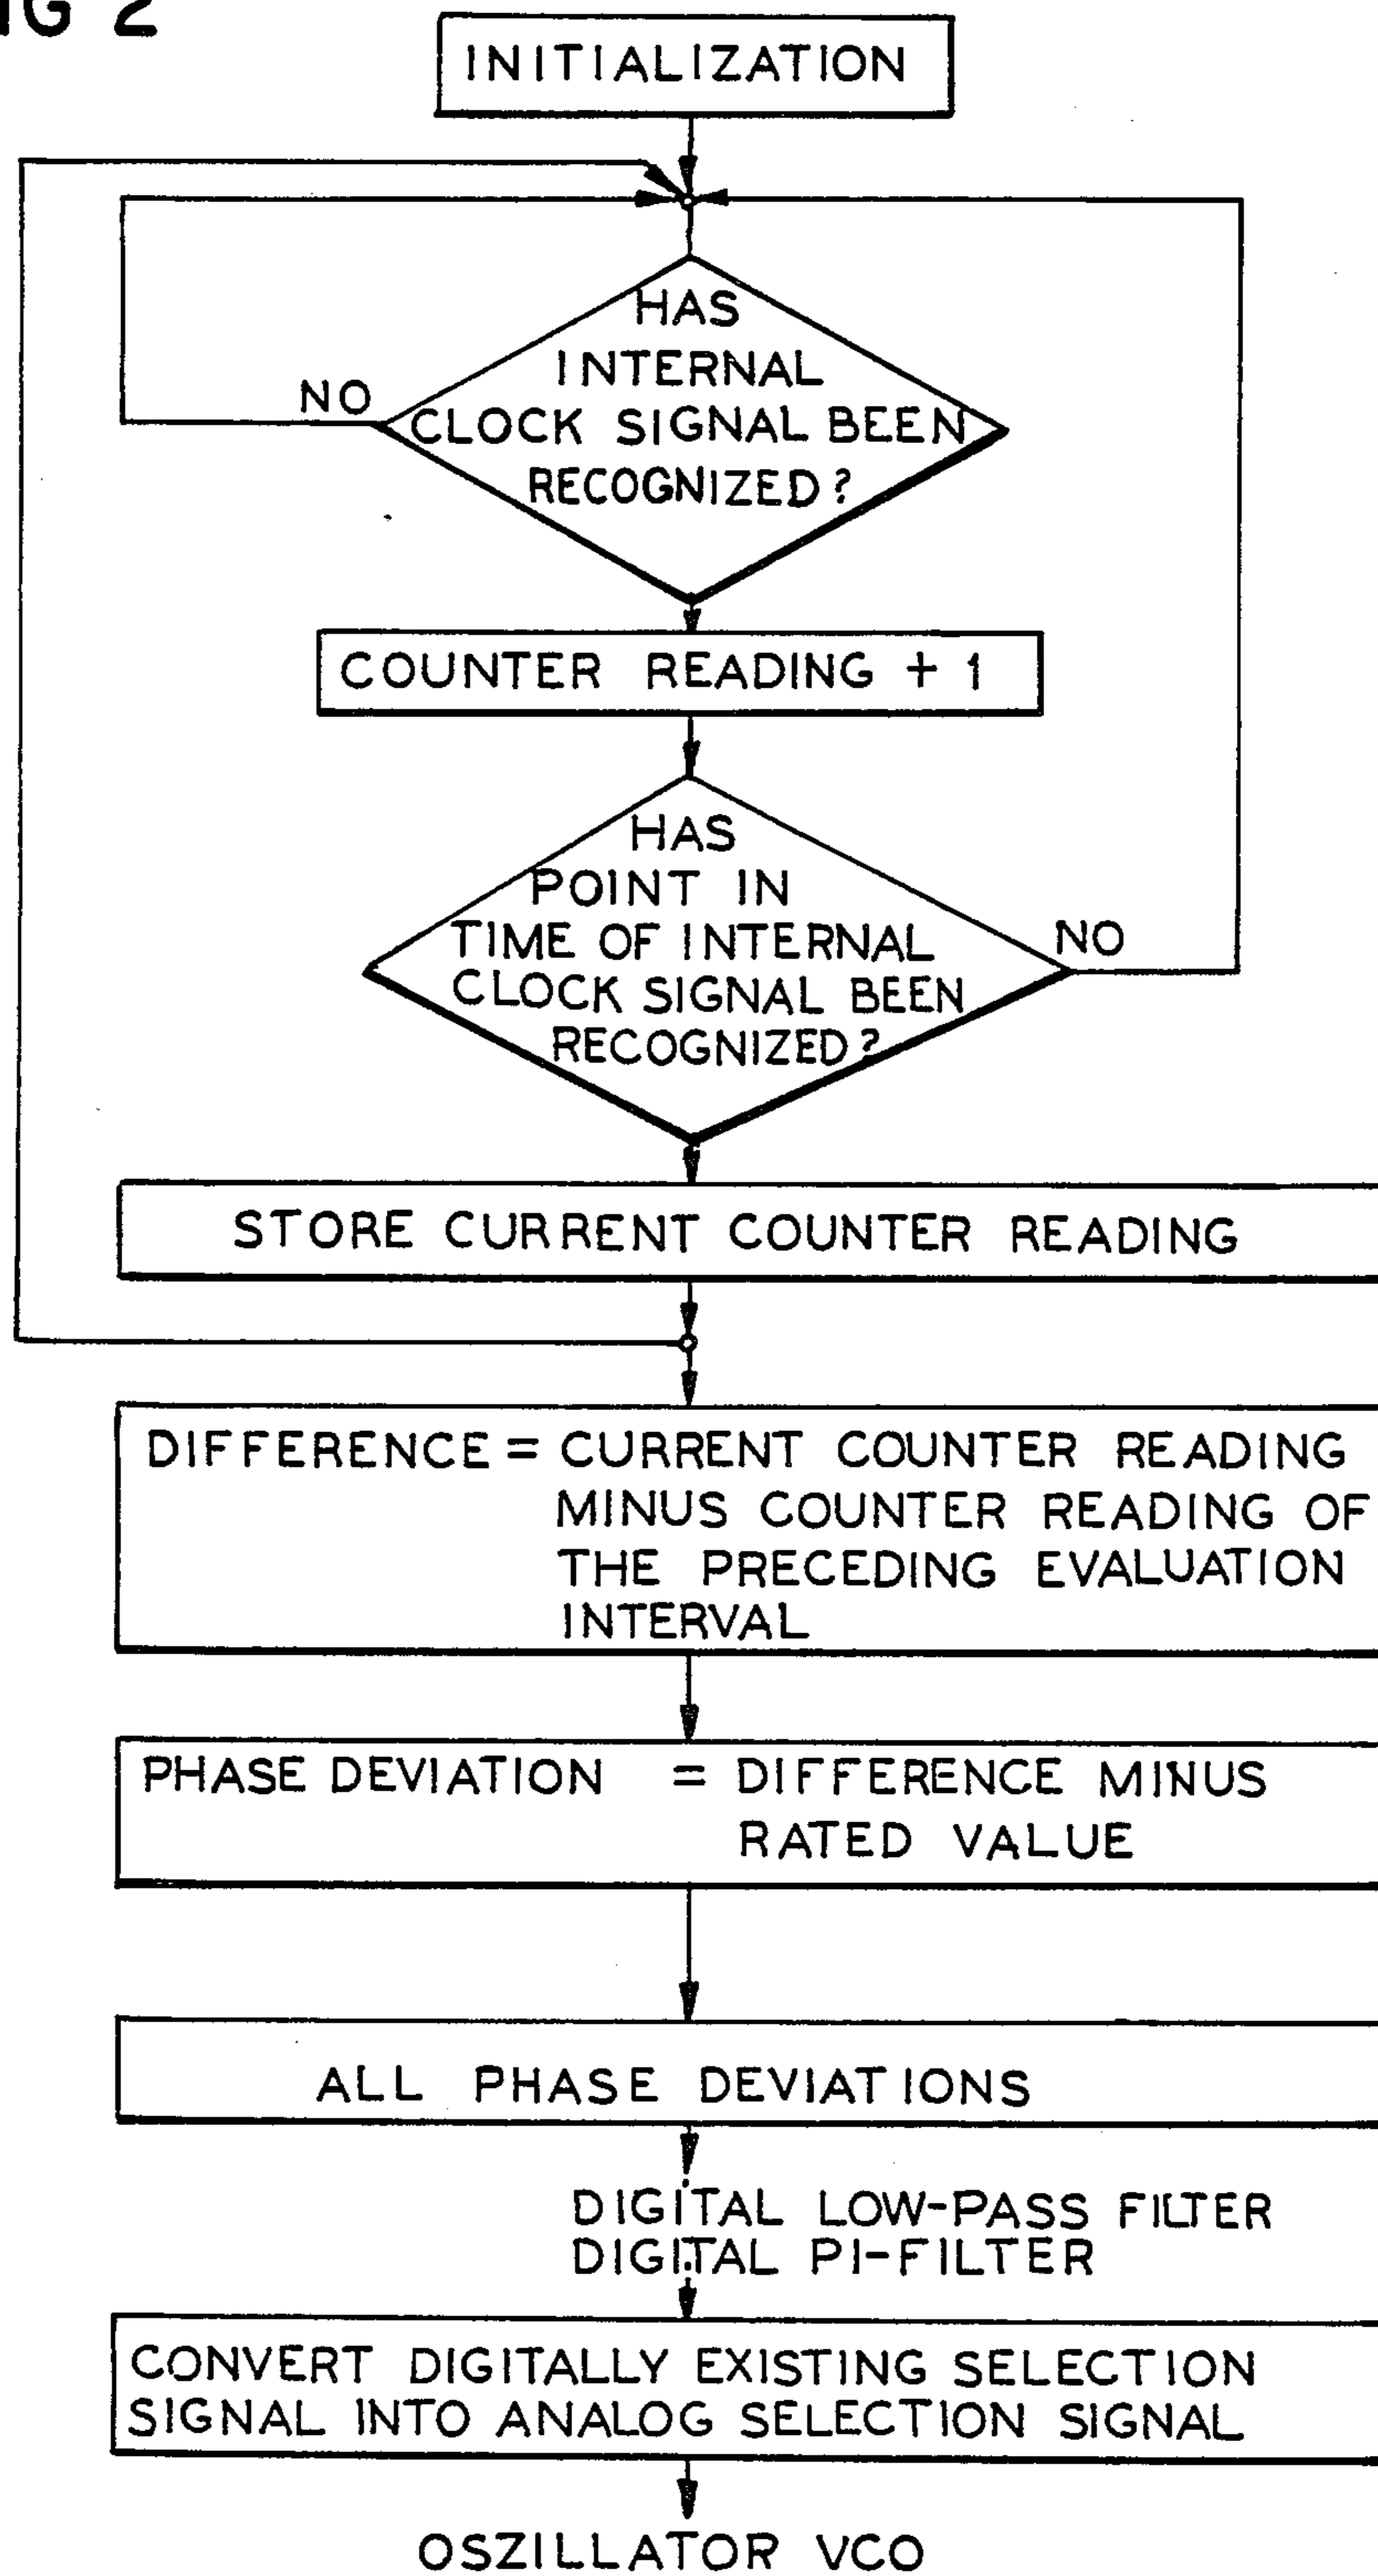 IG 2
INITIALIZATION
HAS
INTERNAL
NO
CLOCK SIGNAL BEEN
RECOGNIZED?
COUNTER READING + 1
HAS
POINT IN
TIME OF INTERNAL
NO
CLOCK SIGNAL BEEN
RECOGNIZED?
STORE CURRENT COUNTER READING
DIFFERENCE = CURRENT COUNTER READING
MINUS COUNTER READING OF
THE PRECEDING EVALUATION
INTERVAL
PHASE DEVIATION = DIFFERENCE MINUS
RATED VALUE
ALL PHASE DEVIATIONS
DIGITAL LOW-PASS FILTER
DIGITAL PI-FILTER
CONVERT DIGITALLY EXISTING SELECTION
SIGNAL INTO ANALOG SELECTION SIGNAL
OSZILLATOR VCO